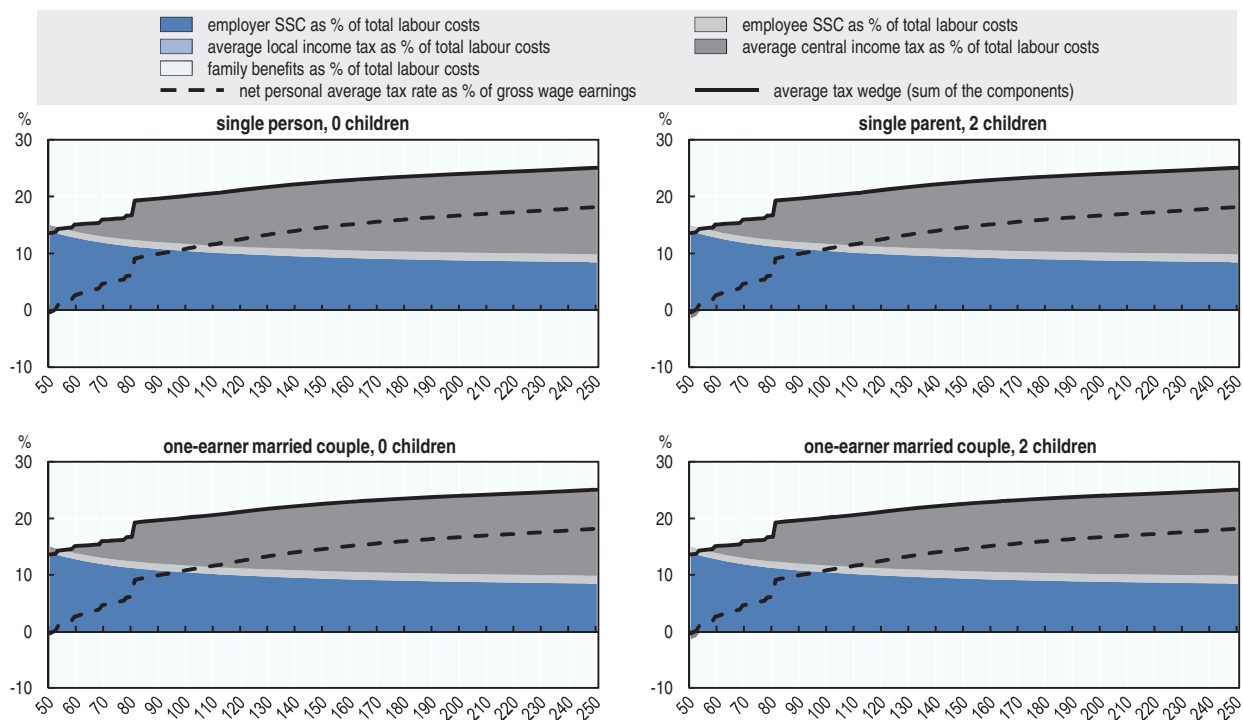 employer SSC as % of total labour costs
employee SSC as % of total labour costs
average local income tax as % of total labour costs
average central income tax as % of total labour costs
family benefits as % of total labour costs
net personal average tax rate as % of gross wage earnings
average tax wedge (sum of the components)
%
single person, 0 children
30
20
10
0
-10
50 60 70 80 90 100 110 120 130 140 150 160 170 180 190 200 210 220 230 240 250
%
single parent, 2 children
30
20
10
0
-10
50 60 70 80 90 100 110 120 130 140 150 160 170 180 190 200 210 220 230 240 250
%
one-earner married couple, 0 children
30
20
10
0
-10
50 60 70 80 90 100 110 120 130 140 150 160 170 180 190 200 210 220 230 240 250
%
one-earner married couple, 2 children
30
20
10
0
-10
50 60 70 80 90 100 110 120 130 140 150 160 170 180 190 200 210 220 230 240 250